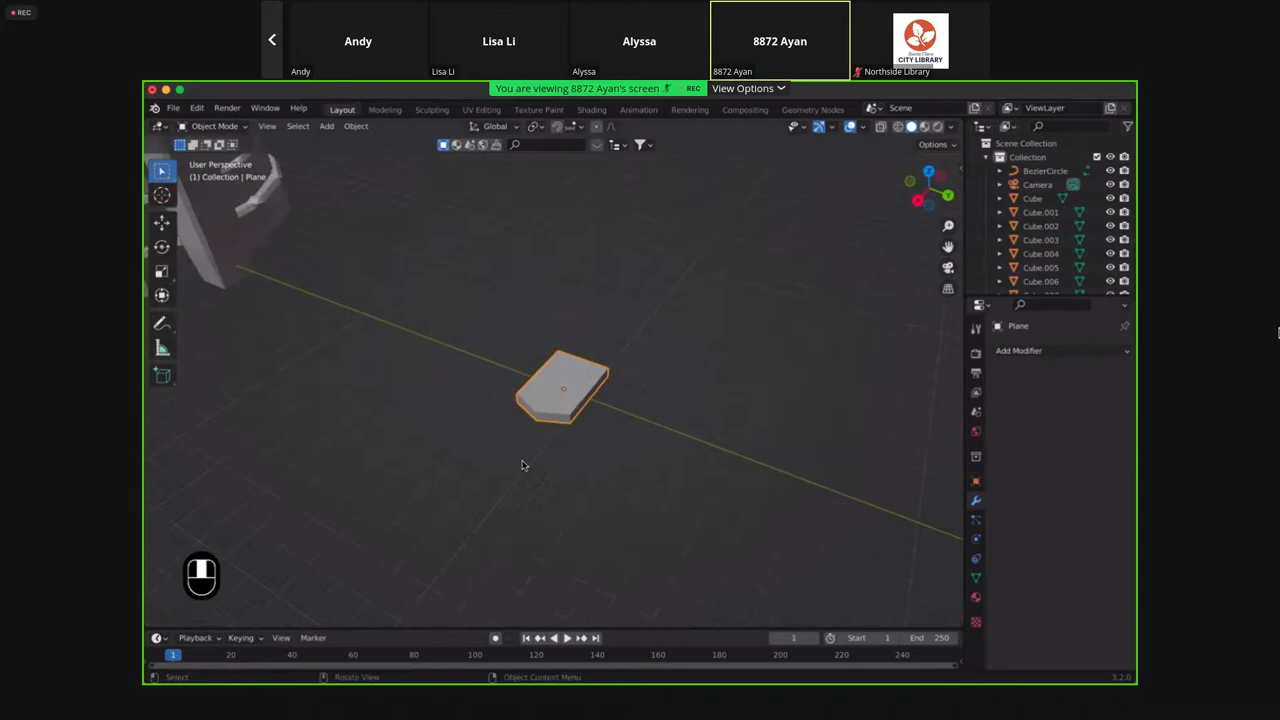 REC
Andy
Lisa Li
Alyssa
8872 Ayan
Santa Clara
CITY LIBRARY
Andy
Lisa Li
Alyssa
8872 Ayan
Northside Library
You are viewing 8872 Ayan's screen
REC
View Options
File Edit Render Window Help
Layout Modeling Sculpting UV Editing Texture Paint Shading Animation Rendering Compositing Geometry Nodes
Scene
ViewLayer
Object Mode View Select Add Object
Global
Options
User Perspective
(1) Collection | Plane
Z
Y
X
Scene Collection
Collection
BezierCircle
Camera
Cube
Cube.001
Cube.002
Cube.003
Cube.004
Cube.005
Cube.006
Plane
Add Modifier
Playback Keying View Marker
1
Start 1 End 250
1 20 40 60 80 100 120 140 160 180 200 220 240
Select Rotate View Object Context Menu
3.2.0